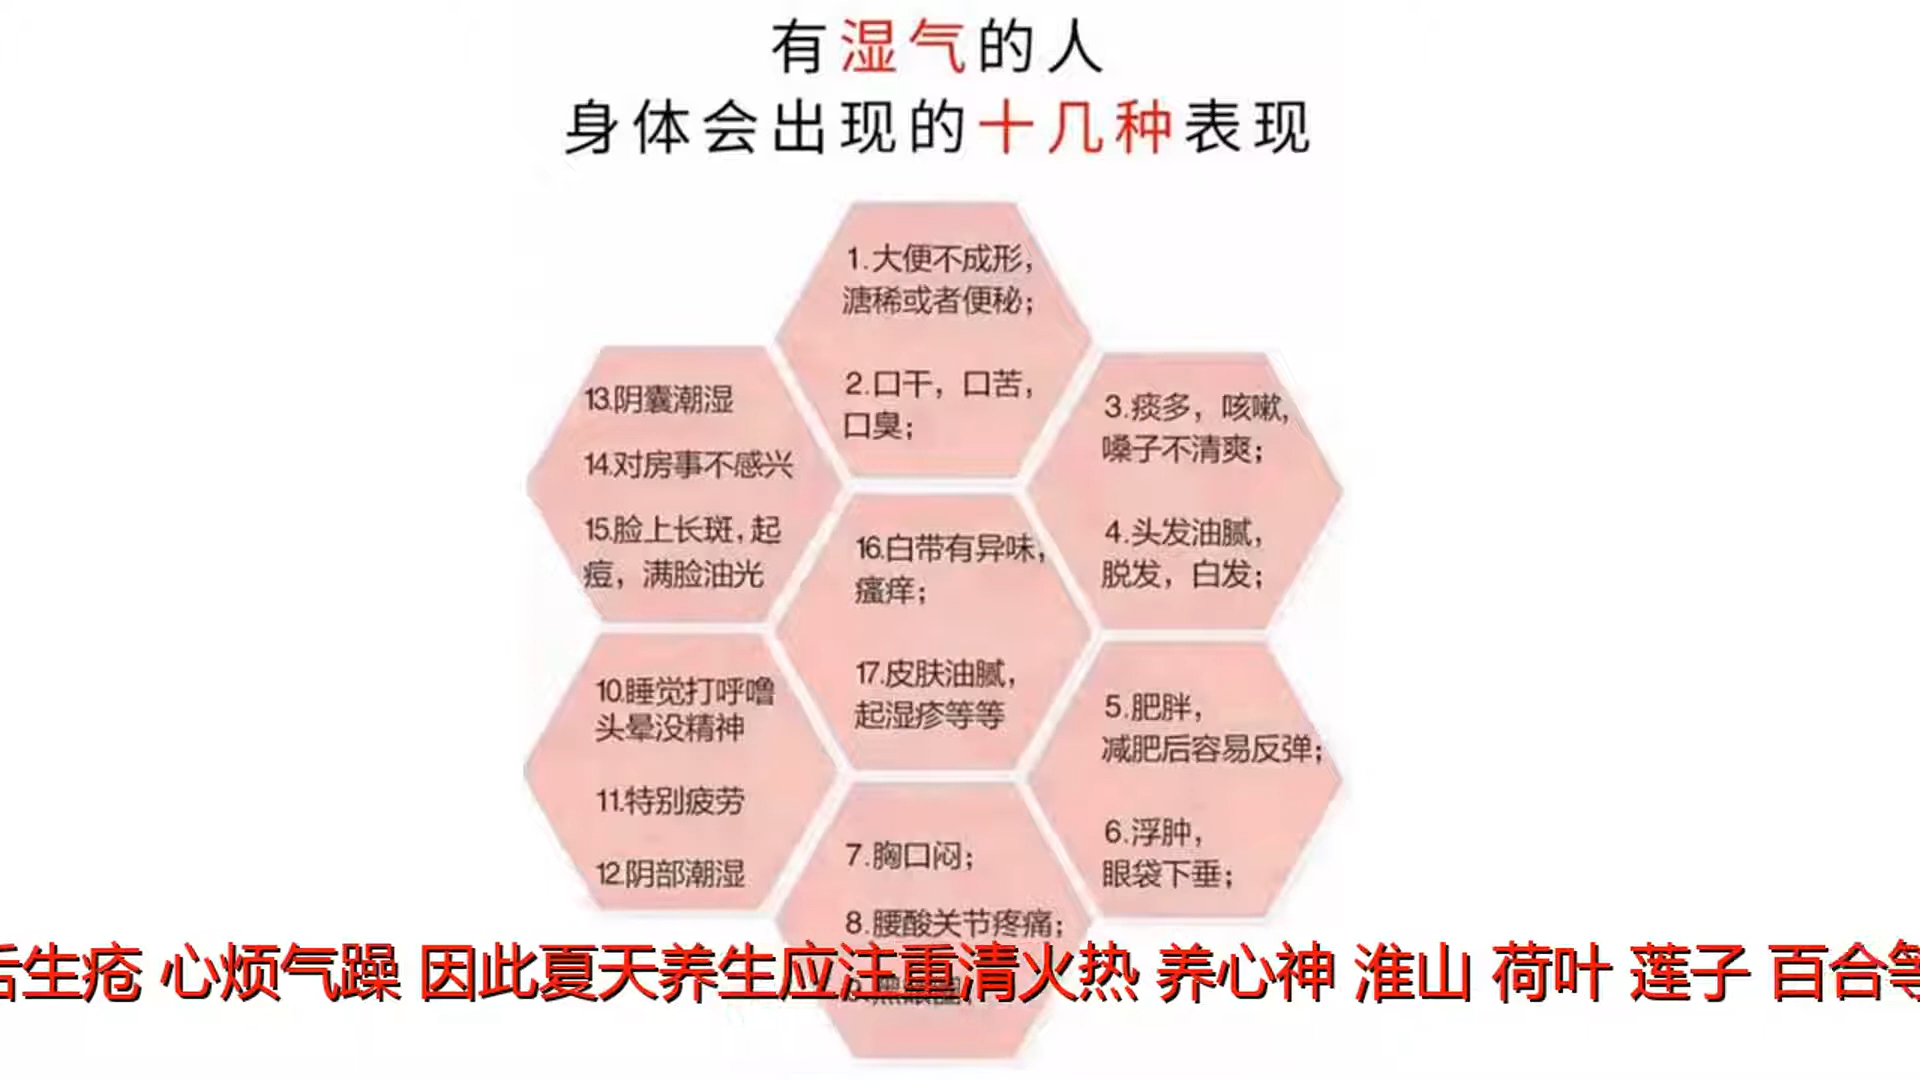 有湿气的人
身体会出现的十几种表现
1.大便不成形，
溏稀或者便秘；
2.口干，口苦，
口臭；
3.痰多，咳嗽，
嗓子不清爽；
4.头发油腻，
脱发，白发；
5.肥胖，
减肥后容易反弹；
6.浮肿，
眼袋下垂；
7.胸口闷；
8.腰酸关节疼痛；
10.睡觉打呼噜
头晕没精神
11.特别疲劳
12.阴部潮湿
13.阴囊潮湿
14.对房事不感兴
15.脸上长斑，起
痘，满脸油光
16.白带有异味，
瘙痒；
17.皮肤油腻，
起湿疹等等
生疮 心烦气躁 因此夏天养生应注重清火热 养心神 淮山 荷叶 莲子 百合等